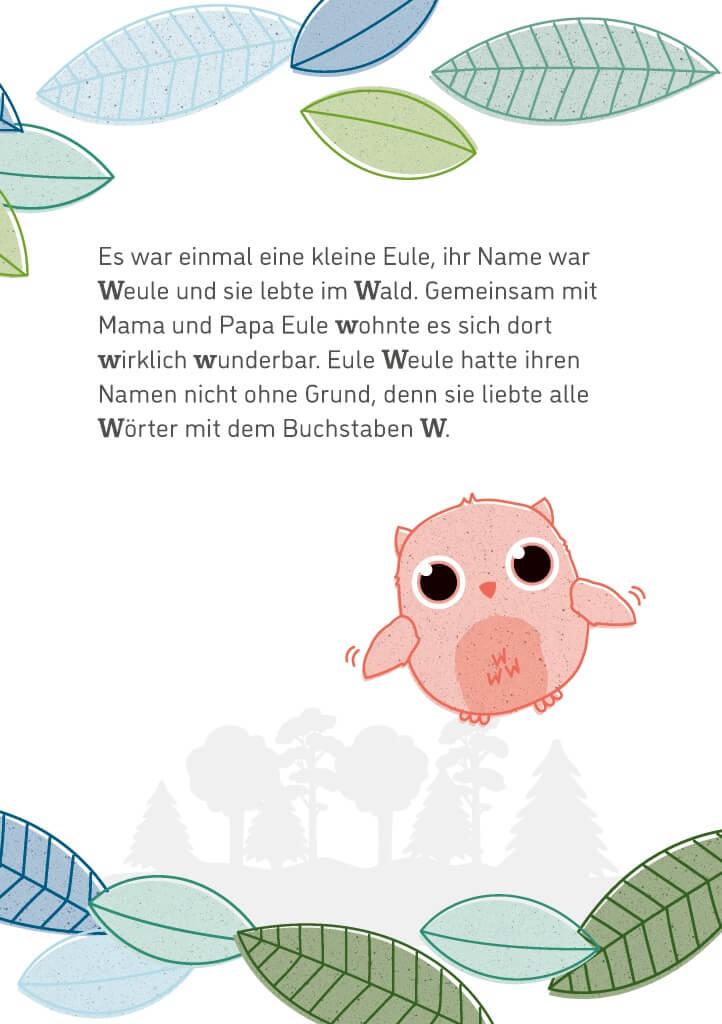 Es war einmal eine kleine Eule, ihr Name war
Weule und sie lebte im Wald. Gemeinsam mit
Mama und Papa Eule wohnte es sich dort
wirklich wunderbar. Eule Weule hatte ihren
Namen nicht ohne Grund, denn sie liebte alle
Wörter mit dem Buchstaben W.
W
W W